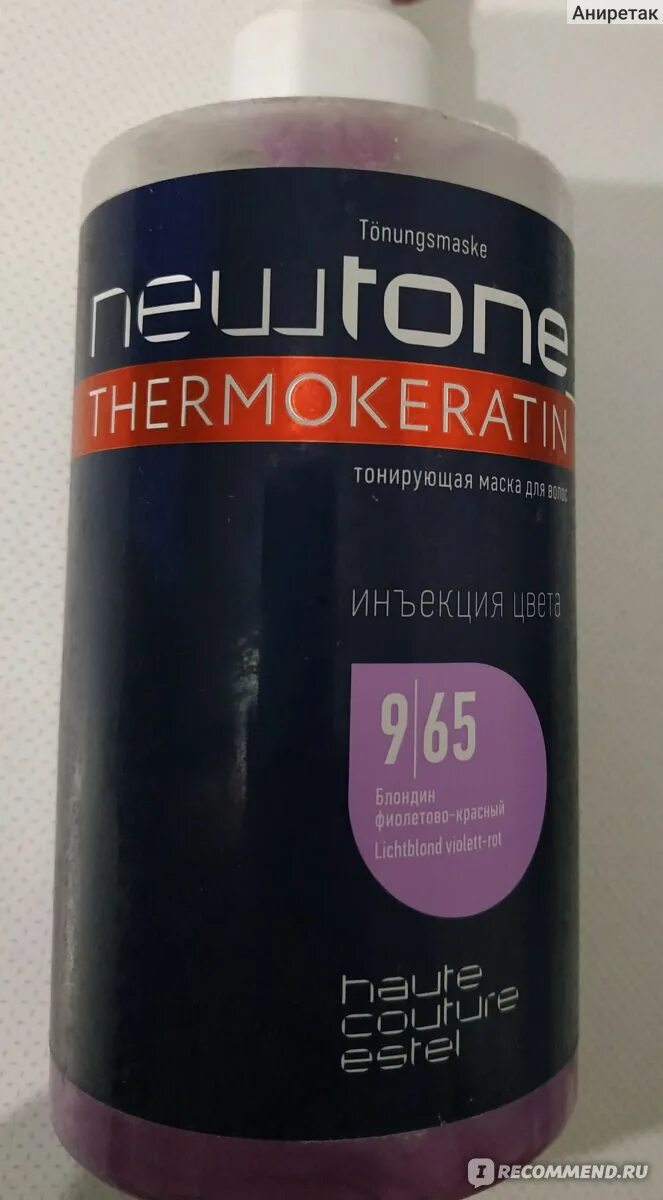 Аниретак
Tönungsmaske
newtone
THERMOKERATIN
тонирующая маска для волос
инъекция цвета
9|65
Блондин
фиолетово-красный
Lichtblond violett-rot
haute
couture
estel
I RECOMMEND.RU